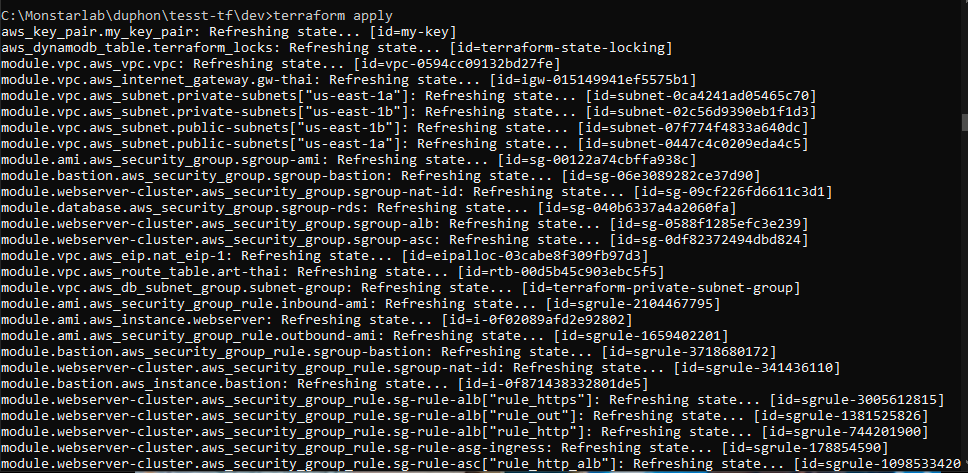 C:\Monstarlab\duphon\tesst-tf\dev>terraform apply
aws_key_pair.my_key_pair: Refreshing state... [id=my-key]
aws_dynamodb_table.terraform_locks: Refreshing state... [id=terraform-state-locking]
module.vpc.aws_vpc.vpc: Refreshing state... [id=vpc-0594cc09132bd27fe]
module.vpc.aws_internet_gateway.gw-thai: Refreshing state... [id=igw-015149941ef5575b1]
module.vpc.aws_subnet.private-subnets["us-east-1a"]: Refreshing state... [id=subnet-0ca4241ad05465c70]
module.vpc.aws_subnet.private-subnets["us-east-1b"]: Refreshing state... [id=subnet-02c56d9390eb1f1d3]
module.vpc.aws_subnet.public-subnets["us-east-1b"]: Refreshing state... [id=subnet-07f774f4833a640dc]
module.vpc.aws_subnet.public-subnets["us-east-1a"]: Refreshing state... [id=subnet-0447c4c0209eda4c5]
module.ami.aws_security_group.sgroup-ami: Refreshing state... [id=sg-00122a74cbffa938c]
module.bastion.aws_security_group.sgroup-bastion: Refreshing state... [id=sg-06e3089282ce37d90]
module.webserver-cluster.aws_security_group.sgroup-nat-id: Refreshing state... [id=sg-09cf226fd6611c3d1]
module.database.aws_security_group.sgroup-rds: Refreshing state... [id=sg-040b6337a4a2060fa]
module.webserver-cluster.aws_security_group.sgroup-alb: Refreshing state... [id=sg-0588f1285efc3e239]
module.webserver-cluster.aws_security_group.sgroup-asc: Refreshing state... [id=sg-0df82372494dbd824]
module.vpc.aws_eip.nat_eip-1: Refreshing state... [id=eipalloc-03cabe8f309fb97d3]
module.vpc.aws_route_table.art-thai: Refreshing state... [id=rtb-00d5b45c903ebc5f5]
module.vpc.aws_db_subnet_group.subnet-group: Refreshing state... [id=terraform-private-subnet-group]
module.ami.aws_security_group_rule.inbound-ami: Refreshing state... [id=sgrule-2104467795]
module.ami.aws_instance.webserver: Refreshing state... [id=i-0f02089afd2e92802]
module.ami.aws_security_group_rule.outbound-ami: Refreshing state... [id=sgrule-1659402201]
module.bastion.aws_security_group_rule.sgroup-bastion: Refreshing state... [id=sgrule-3718680172]
module.webserver-cluster.aws_security_group_rule.sgroup-nat-id: Refreshing state... [id=sgrule-341436110]
module.bastion.aws_instance.bastion: Refreshing state... [id=i-0f871438332801de5]
module.webserver-cluster.aws_security_group_rule.sg-rule-alb["rule_https"]: Refreshing state... [id=sgrule-3005612815]
module.webserver-cluster.aws_security_group_rule.sg-rule-alb["rule_out"]: Refreshing state... [id=sgrule-1381525826]
module.webserver-cluster.aws_security_group_rule.sg-rule-alb["rule_http"]: Refreshing state... [id=sgrule-744201900]
module.webserver-cluster.aws_security_group_rule.sg-rule-asg-ingress: Refreshing state... [id=sgrule-178854590]
module.webserver-cluster.aws_security_group_rule.sg-rule-asc["rule_http_alb"]: Refreshing state... [id=sgrule-1098533420